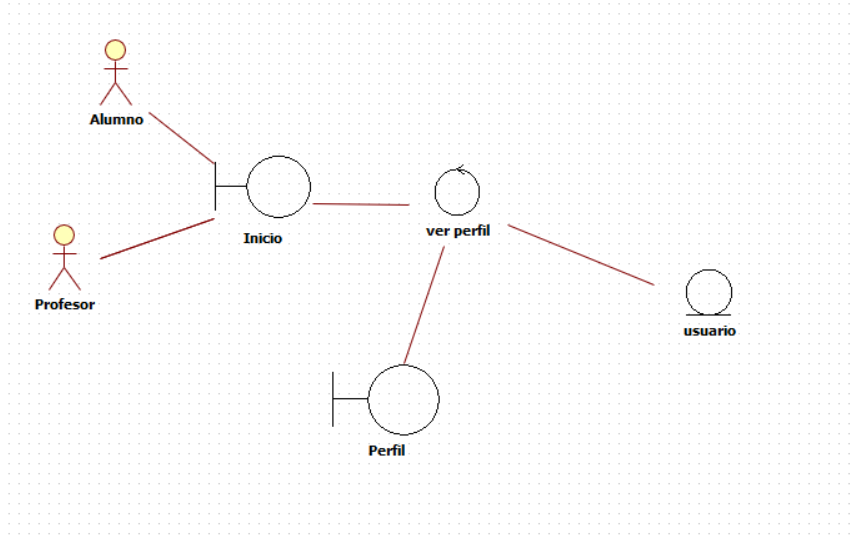 Alumno
Inicio
ver perfil
Profesor
usuario
Perfil